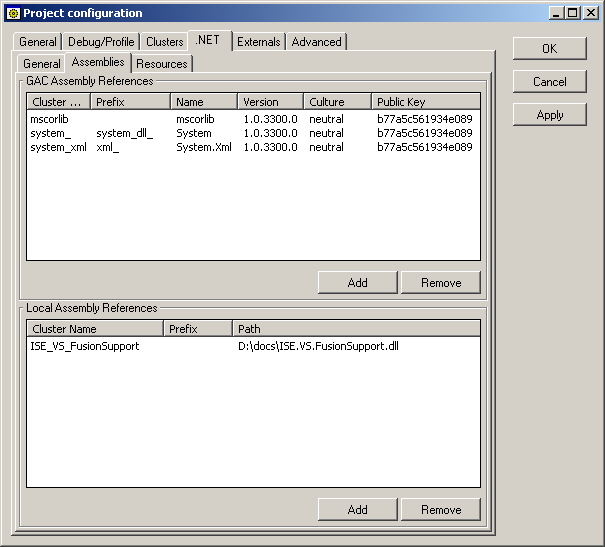 Project configuration
General Debug/Profile Clusters .NET Externals Advanced
General Assemblies Resources
GAC Assembly References
Cluster ... Prefix Name Version Culture Public Key
mscorlib mscorlib 1.0.3300.0 neutral b77a5c561934e089
system_ system_dll_ System 1.0.3300.0 neutral b77a5c561934e089
system_xml xml_ System.Xml 1.0.3300.0 neutral b77a5c561934e089
Add Remove
Local Assembly References
Cluster Name Prefix Path
ISE_VS_FusionSupport D:\docs\ISE.VS.FusionSupport.dll
Add Remove
OK
Cancel
Apply